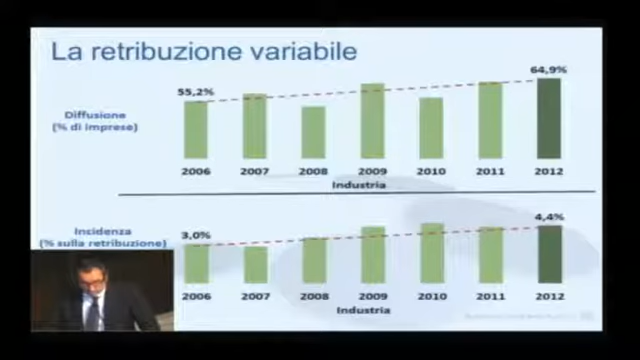 La retribuzione variabile
64,9%
55,2%
Diffusione
(% di imprese)
2006 2007 2008 2009 2010 2011 2012
Industria
4,4%
Incidenza
(% sulla retribuzione)
3,0%
2006 2007 2008 2009 2010 2011 2012
Industria